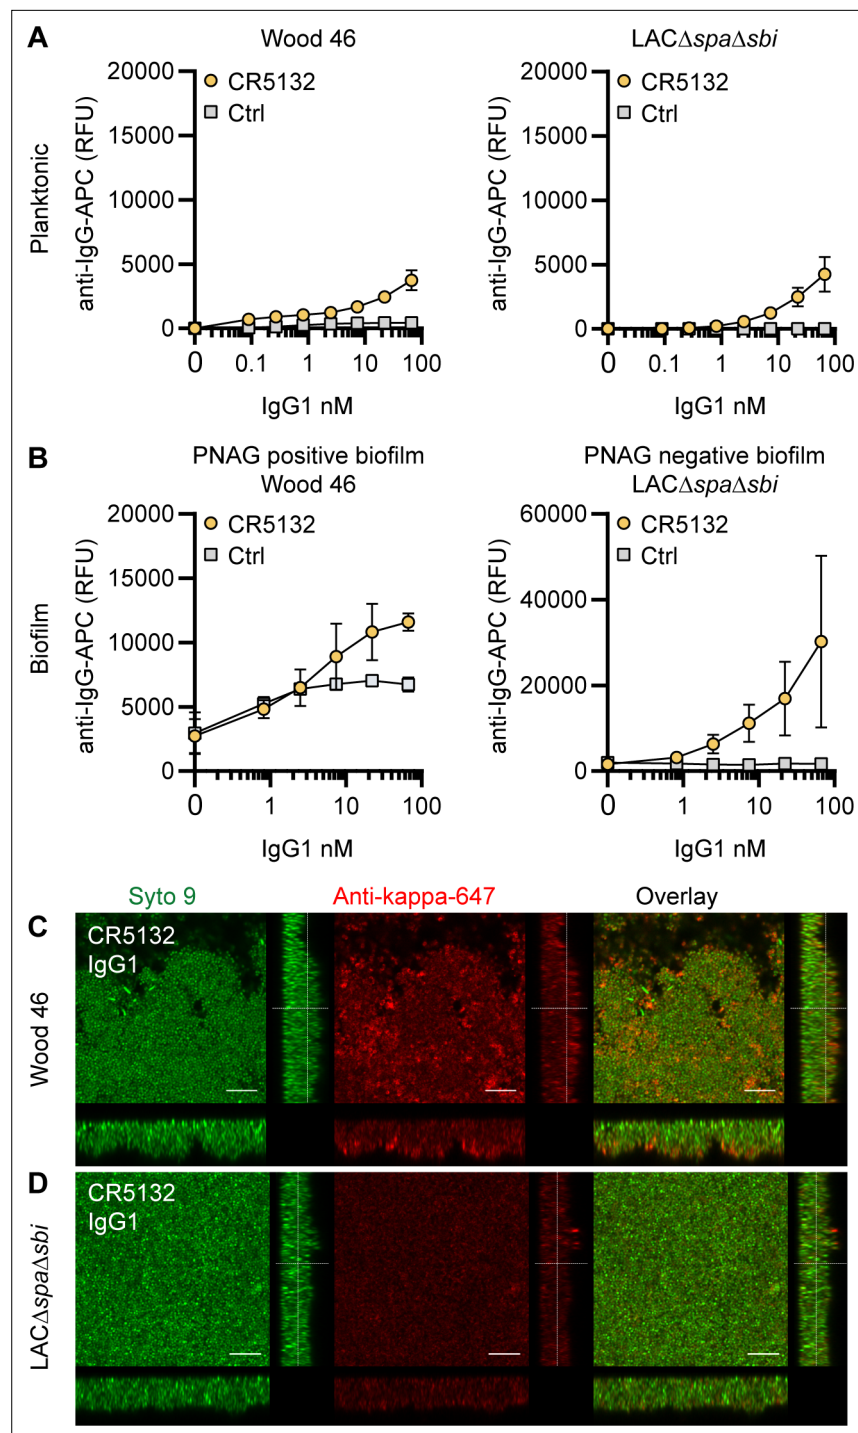 A
Wood 46
LACΔspaΔsbi
Planktonic
anti-IgG-APC (RFU)
20000
15000
10000
5000
0
CR5132
Ctrl
0
0.1
1
10
100
IgG1 nM
anti-IgG-APC (RFU)
20000
15000
10000
5000
0
CR5132
Ctrl
0
0.1
1
10
100
IgG1 nM
B
PNAG positive biofilm
Wood 46
PNAG negative biofilm
LACΔspaΔsbi
Biofilm
anti-IgG-APC (RFU)
20000
15000
10000
5000
0
CR5132
Ctrl
0
1
10
100
IgG1 nM
anti-IgG-APC (RFU)
60000
40000
20000
0
CR5132
Ctrl
0
1
10
100
IgG1 nM
Syto 9
Anti-kappa-647
Overlay
C
Wood 46
CR5132
IgG1
D
LACΔspaΔsbi
CR5132
IgG1